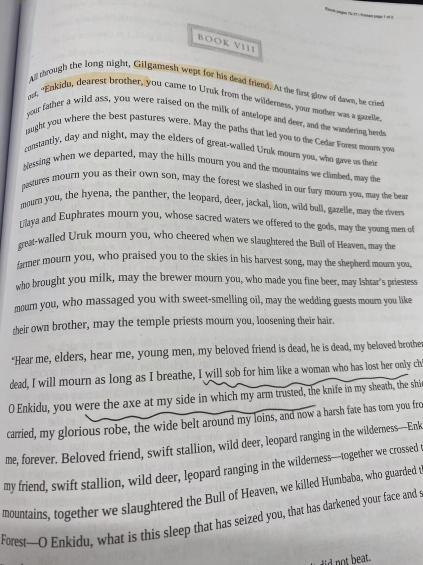 BOOK VIII
All through the long night, Gilgamesh wept for his dead friend. At the first glow of dawn, he cried
out, "Enkidu, dearest brother, you came to Uruk from the wilderness, your mother was a gazelle,
your father a wild ass, you were raised on the milk of antelope and deer, and the wandering herds
taught you where the best pastures were. May the paths that led you to the Cedar Forest mourn you
constantly, day and night, may the elders of great-walled Uruk mourn you, who gave us their
blessing when we departed, may the hills mourn you and the mountains we climbed, may the
pastures mourn you as their own son, may the forest we slashed in our fury mourn you, may the bear
mourn you, the hyena, the panther, the leopard, deer, jackal, lion, wild bull, gazelle, may the rivers
Ulaya and Euphrates mourn you, whose sacred waters we offered to the gods, may the young men of
great-walled Uruk mourn you, who cheered when we slaughtered the Bull of Heaven, may the
farmer mourn you, who praised you to the skies in his harvest song, may the shepherd mourn you,
who brought you milk, may the brewer mourn you, who made you fine beer, may Ishtar's priestess
mourn you, who massaged you with sweet-smelling oil, may the wedding guests mourn you like
their own brother, may the temple priests mourn you, loosening their hair.
"Hear me, elders, hear me, young men, my beloved friend is dead, he is dead, my beloved brother
dead, I will mourn as long as I breathe, I will sob for him like a woman who has lost her only
O Enkidu, you were the axe at my side in which my arm trusted, the knife in my sheath, the
carried, my glorious robe, the wide belt around my loins, and now a harsh fate has torn you
me, forever. Beloved friend, swift stallion, wild deer, leopard ranging in the wilderness—
my friend, swift stallion, wild deer, leopard ranging in the wilderness—together we crossed
mountains, together we slaughtered the Bull of Heaven, we killed Humbaba, who guarded
Forest—O Enkidu, what is this sleep that has seized you, that has darkened your face and
did not beat.